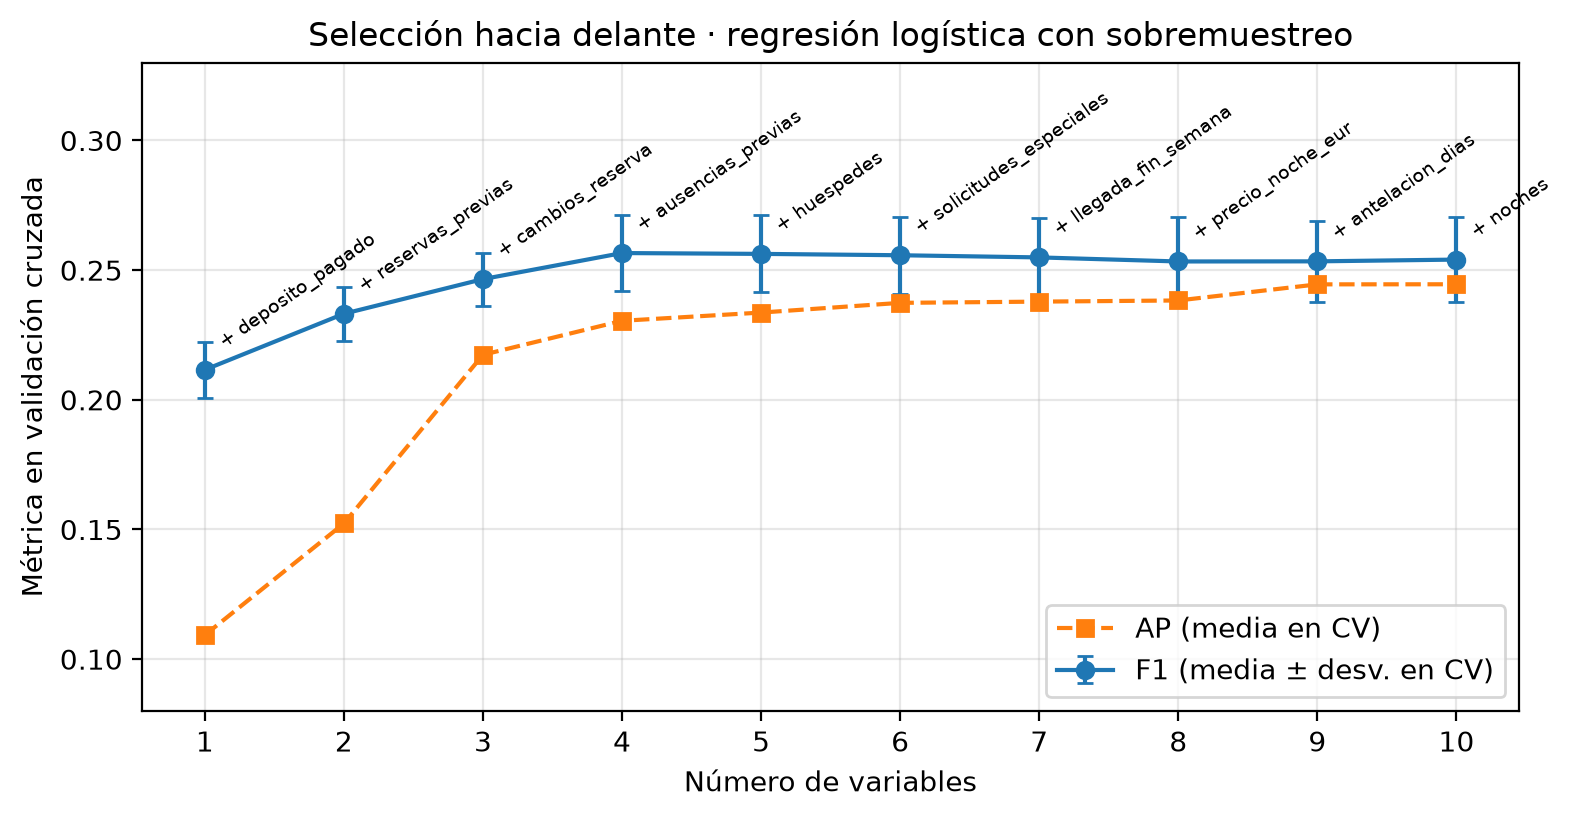 Selección hacia delante · regresión logística con sobremuestreo
Métrica en validación cruzada
0.30
0.25
0.20
0.15
0.10
+ deposito_pagado
+ reservas_previas
+ cambios_reserva
+ ausencias_previas
+ huespedes
+ solicitudes_especiales
+ llegada_fin_semana
+ precio_noche_eur
+ antelacion_dias
+ noches
AP (media en CV)
F1 (media ± desv. en CV)
1 2 3 4 5 6 7 8 9 10
Número de variables